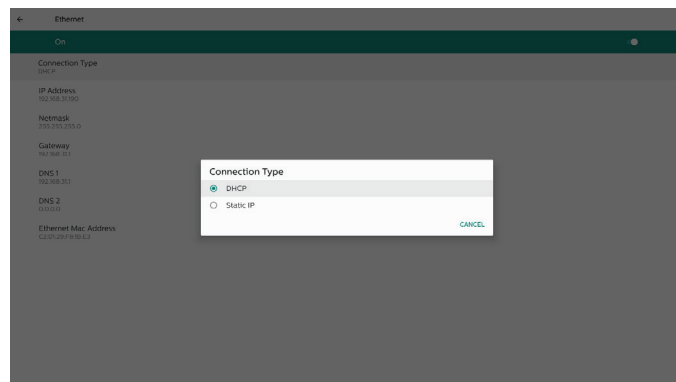 Ethernet
On
Connection Type
DHCP
IP Address
192.168.31.190
Netmask
255.255.255.0
Gateway
192.168.31.1
DNS 1
192.168.31.1
DNS 2
0.0.0.0
Ethernet Mac Address
Connection Type
DHCP
Static IP
CANCEL